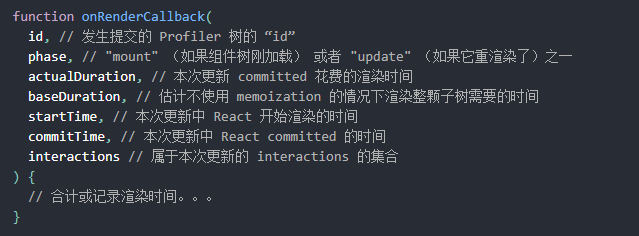 function onRenderCallback(
  id, // 发生提交的 Profiler 树的 “id”
  phase, // "mount" （如果组件树刚加载） 或者 "update" （如果它重渲染了）之一
  actualDuration, // 本次更新 committed 花费的渲染时间
  baseDuration, // 估计不使用 memoization 的情况下渲染整颗子树需要的时间
  startTime, // 本次更新中 React 开始渲染的时间
  commitTime, // 本次更新中 React committed 的时间
  interactions // 属于本次更新的 interactions 的集合
) {
  // 合计或记录渲染时间。。。
}